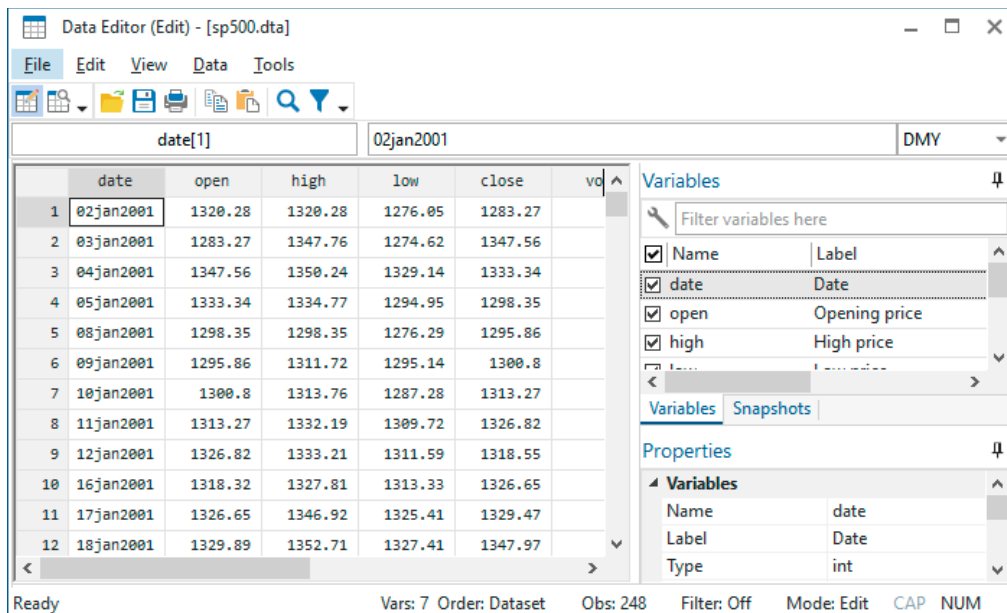 Data Editor (Edit) - [sp500.dta]
File Edit View Data Tools
date[1] 02jan2001 DMY
date open high low close vo
1 02jan2001 1320.28 1320.28 1276.05 1283.27
2 03jan2001 1283.27 1347.76 1274.62 1347.56
3 04jan2001 1347.56 1350.24 1329.14 1333.34
4 05jan2001 1333.34 1334.77 1294.95 1298.35
5 08jan2001 1298.35 1298.35 1276.29 1295.86
6 09jan2001 1295.86 1311.72 1295.14 1300.8
7 10jan2001 1300.8 1313.76 1287.28 1313.27
8 11jan2001 1313.27 1332.19 1309.72 1326.82
9 12jan2001 1326.82 1333.21 1311.59 1318.55
10 16jan2001 1318.32 1327.81 1313.33 1326.65
11 17jan2001 1326.65 1346.92 1325.41 1329.47
12 18jan2001 1329.89 1352.71 1327.41 1347.97
Variables
Filter variables here
Name Label
date Date
open Opening price
high High price
Variables Snapshots
Properties
Variables
Name date
Label Date
Type int
Ready Vars: 7 Order: Dataset Obs: 248 Filter: Off Mode: Edit CAP NUM